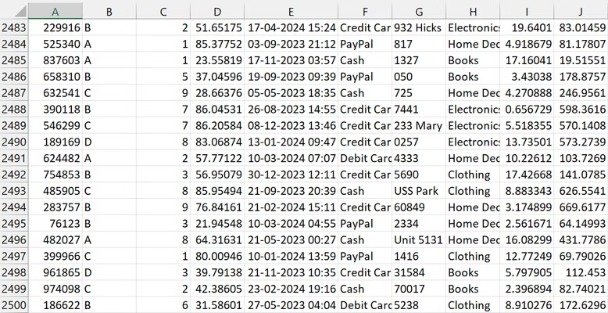 A B C D E F G H I J
2483 229916 B 2 51.65175 17-04-2024 15:24 Credit Car 932 Hicks Electronics 19.6401 83.01459
2484 525340 A 1 85.37752 03-09-2023 21:12 PayPal 817 Home Dec 4.918679 81.17807
2485 837603 A 1 23.55819 17-11-2023 03:57 Cash 1327 Books 17.16041 19.51551
2486 658310 B 5 37.04596 19-09-2023 09:39 PayPal 050 Books 3.43038 178.8757
2487 632541 C 9 28.66376 05-05-2023 18:35 Cash 725 Home Dec 4.270888 246.9561
2488 390118 B 7 86.04531 26-08-2023 14:55 Credit Car 7441 Electronics 0.656729 598.3616
2489 546299 C 7 86.20584 08-12-2023 13:46 Credit Car 233 Mary Electronics 5.518355 570.1408
2490 189169 D 8 83.06874 13-01-2024 09:47 Credit Car 0257 Electronics 13.73501 573.2739
2491 624482 A 2 57.77122 10-03-2024 07:07 Debit Card 4333 Home Dec 10.22612 103.7269
2492 754853 B 3 56.95079 30-12-2023 12:11 Credit Car 5690 Clothing 17.42668 141.0785
2493 485905 C 8 85.95494 21-09-2023 20:39 Cash USS Park Clothing 8.883343 626.5541
2494 283757 B 9 76.84161 21-02-2024 15:11 Credit Car 60849 Home Dec 3.174899 669.6177
2495 76123 B 3 21.94548 10-03-2024 04:55 PayPal 2334 Home Dec 2.561671 64.14993
2496 482027 A 8 64.31631 21-05-2023 00:27 Cash Unit 5131 Home Dec 16.08299 431.7786
2497 399966 C 1 80.00946 10-01-2024 13:59 PayPal 1416 Clothing 12.77249 69.79026
2498 961865 D 3 39.79138 21-11-2023 10:35 Credit Car 31584 Books 5.797905 112.453
2499 974098 C 2 42.38605 23-02-2024 19:16 Cash 70017 Books 2.396894 82.74021
2500 186622 B 6 31.58601 27-05-2023 04:04 Debit Card 5238 Clothing 8.910276 172.6296